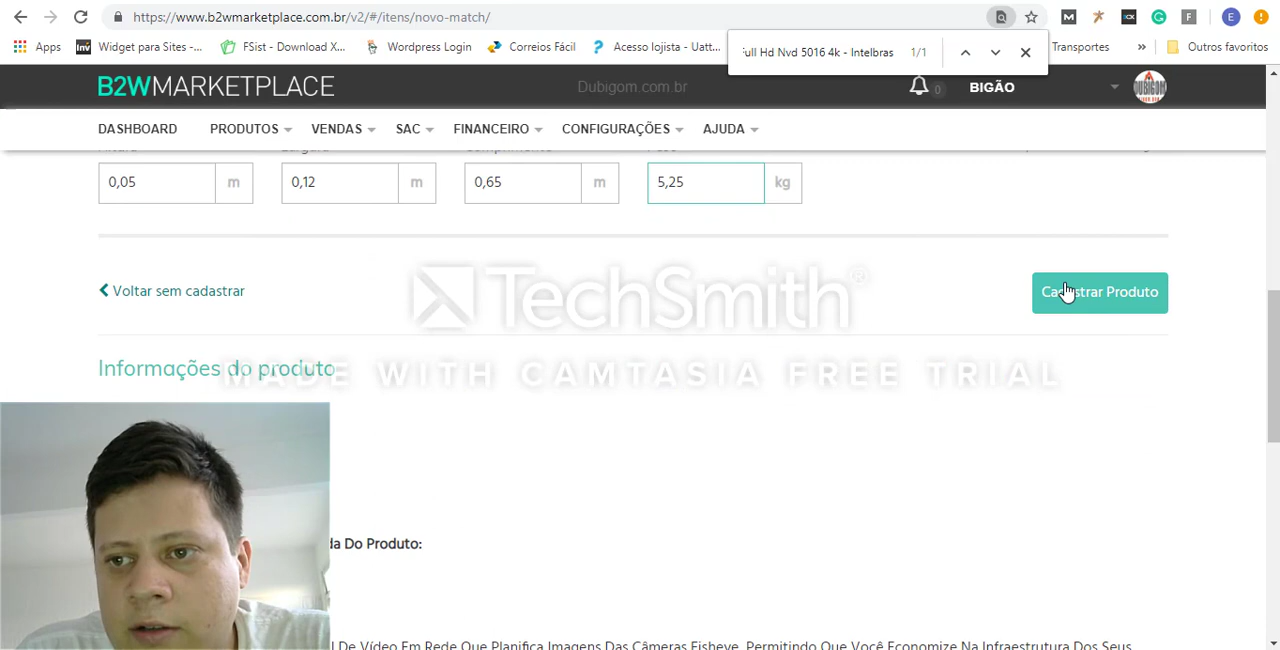 https://www.b2wmarketplace.com.br/v2/#/itens/novo-match/
M
F
E
Apps
Inv
Widget para Sites -...
FSist - Download X...
Wordpress Login
Correios Fácil
?
Acesso lojista - Uatt...
Full Hd Nvd 5016 4k - Intelbras
1/1
Transportes
»
Outros favoritos
B2WMARKETPLACE
Dubigom.com.br
0
BIGÃO
DUBIGOM
DASHBOARD
PRODUTOS
VENDAS
SAC
FINANCEIRO
CONFIGURAÇÕES
AJUDA
0,05
m
0,12
m
0,65
m
5,25
kg
Voltar sem cadastrar
Cadastrar Produto
TechSmith®
MADE WITH CAMTASIA FREE TRIAL
Informações do produto
da Do Produto:
l De Vídeo Em Rede Que Planifica Imagens Das Câmeras Fisheye, Permitindo Que Você Economize Na Infraestrutura Dos Seus